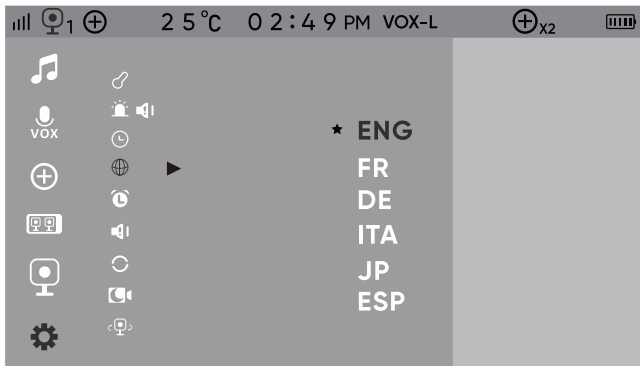 1 25°C 02:49 PM VOX-L X2
VOX
★ ENG
FR
DE
ITA
JP
ESP